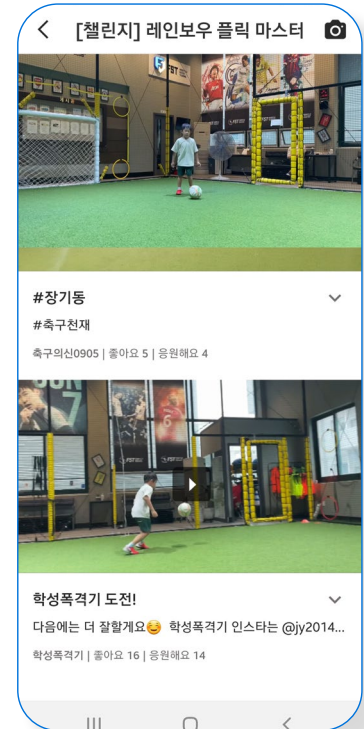 [챌린지] 레인보우 플릭 마스터
FST
#장기동
#축구천재
축구의신0905 | 좋아요 5 | 응원해요 4
7
FST
학성폭격기 도전!
다음에는 더 잘할게요😊 학성폭격기 인스타는 @jy2014...
학성폭격기 | 좋아요 16 | 응원해요 14